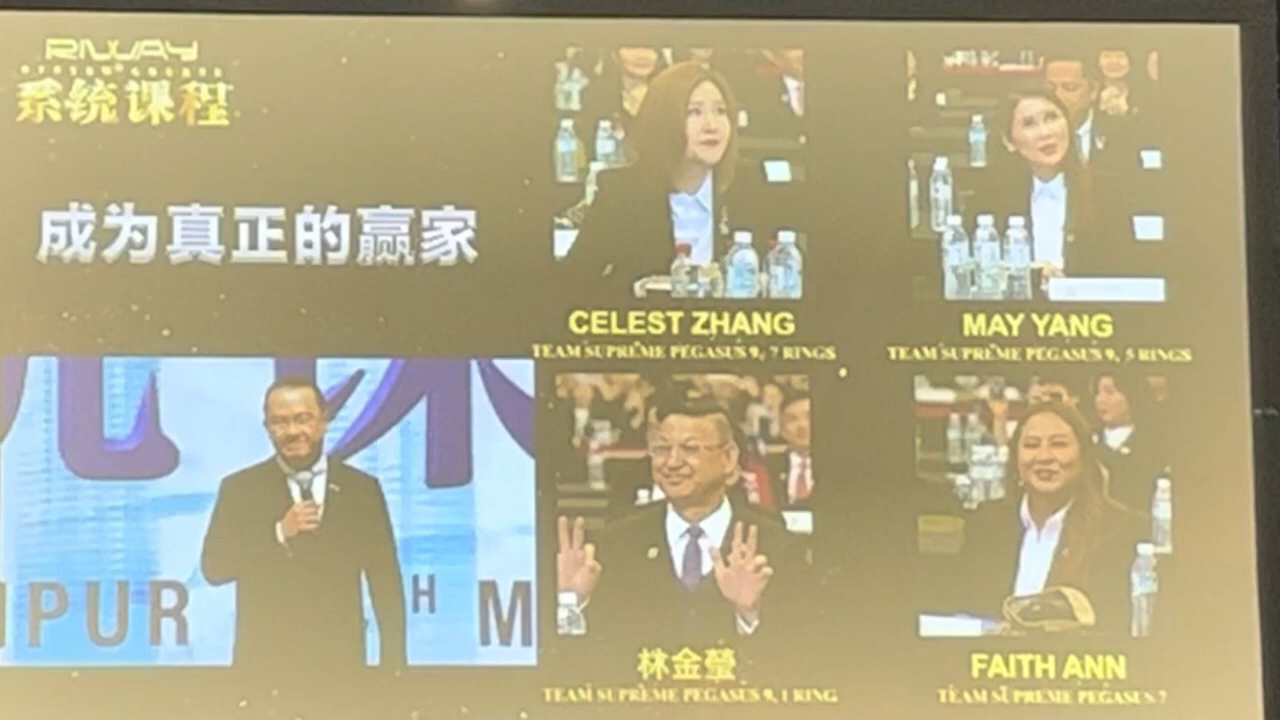 RIWAY
系统课程
成为真正的赢家
CELEST ZHANG
TEAM SUPREME PEGASUS 9, 7 RINGS
MAY YANG
TEAM SUPREME PEGASUS 9, 5 RINGS
PUR
H M
林金瑩
TEAM SUPREME PEGASUS 9, 1 RING
FAITH ANN
TEAM SUPREME PEGASUS 7